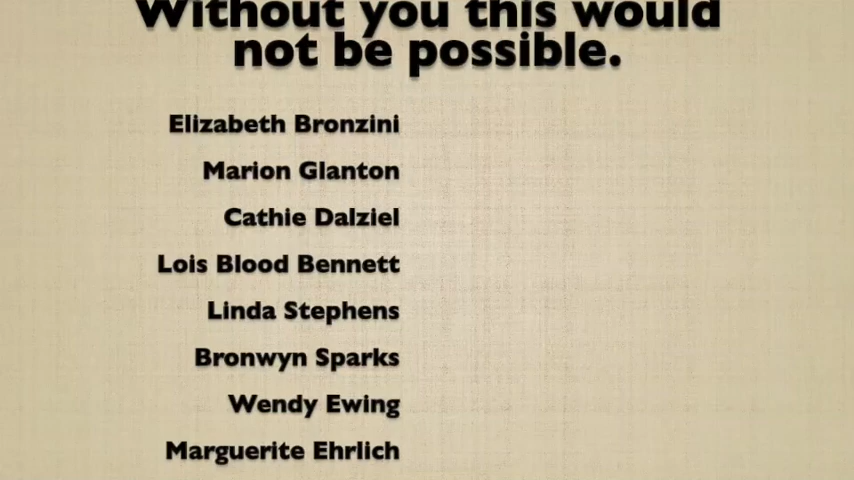 Without you this would
not be possible.
Elizabeth Bronzini
Marion Glanton
Cathie Dalziel
Lois Blood Bennett
Linda Stephens
Bronwyn Sparks
Wendy Ewing
Marguerite Ehrlich